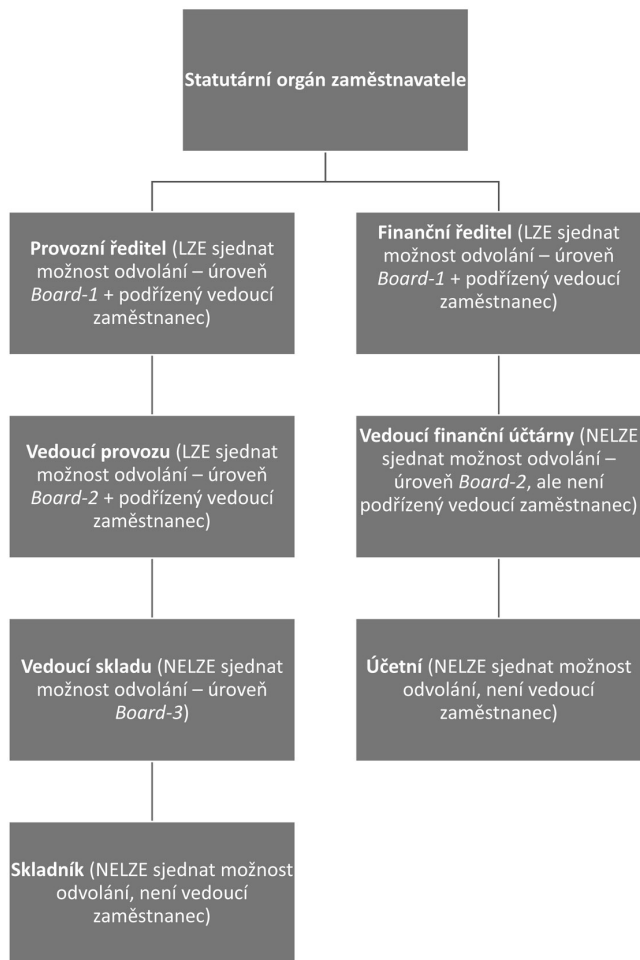 Statutární orgán zaměstnavatele
Provozní ředitel (LZE sjednat
možnost odvolání – úroveň
Board-1 + podřízený vedoucí
zaměstnanec)
Finanční ředitel (LZE sjednat
možnost odvolání – úroveň
Board-1 + podřízený vedoucí
zaměstnanec)
Vedoucí provozu (LZE sjednat
možnost odvolání – úroveň
Board-2 + podřízený vedoucí
zaměstnanec)
Vedoucí finanční účtárny (NELZE
sjednat možnost odvolání –
úroveň Board-2, ale není
podřízený vedoucí zaměstnanec)
Vedoucí skladu (NELZE sjednat
možnost odvolání – úroveň
Board-3)
Účetní (NELZE sjednat možnost
odvolání, není vedoucí
zaměstnanec)
Skladník (NELZE sjednat možnost
odvolání, není vedoucí
zaměstnanec)